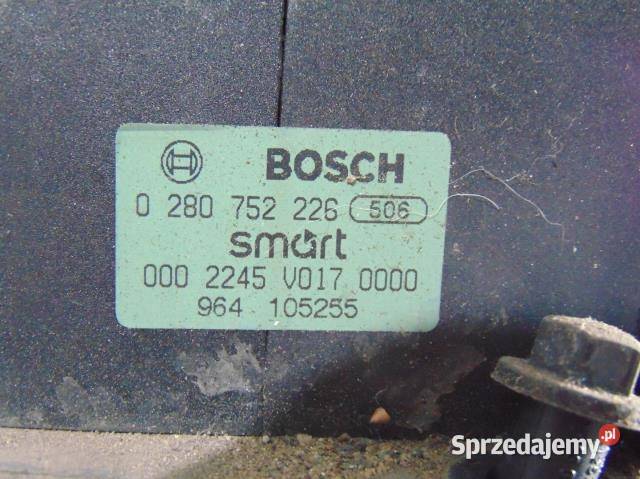 BOSCH
0 280 752 226 506
smart
000 2245 V017 0000
964 105255
Sprzedajemy.pl